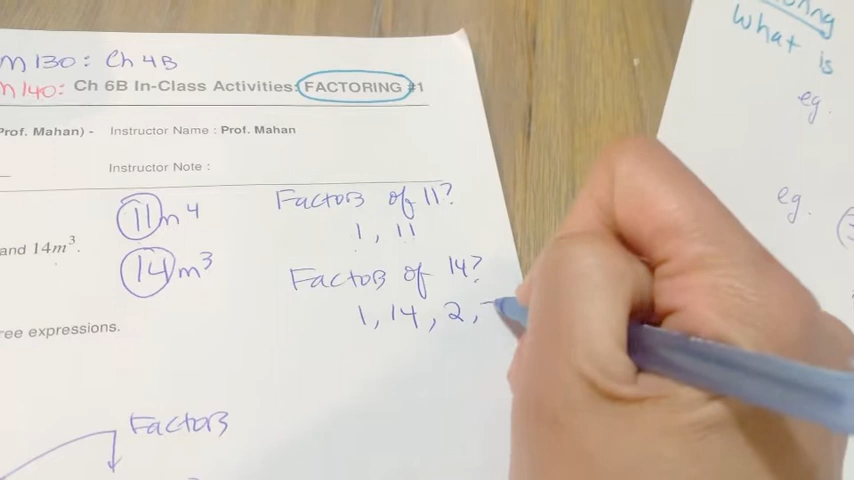 m130: Ch 4B
m140: Ch 6B In-Class Activities: FACTORING #1
Prof. Mahan) - Instructor Name : Prof. Mahan
Instructor Note :
and 14m³.
11m⁴
14m³
Factors of 11?
1, 11
Factors of 14?
1, 14, 2,
ree expressions.
Factors
What is
eg.
eg.